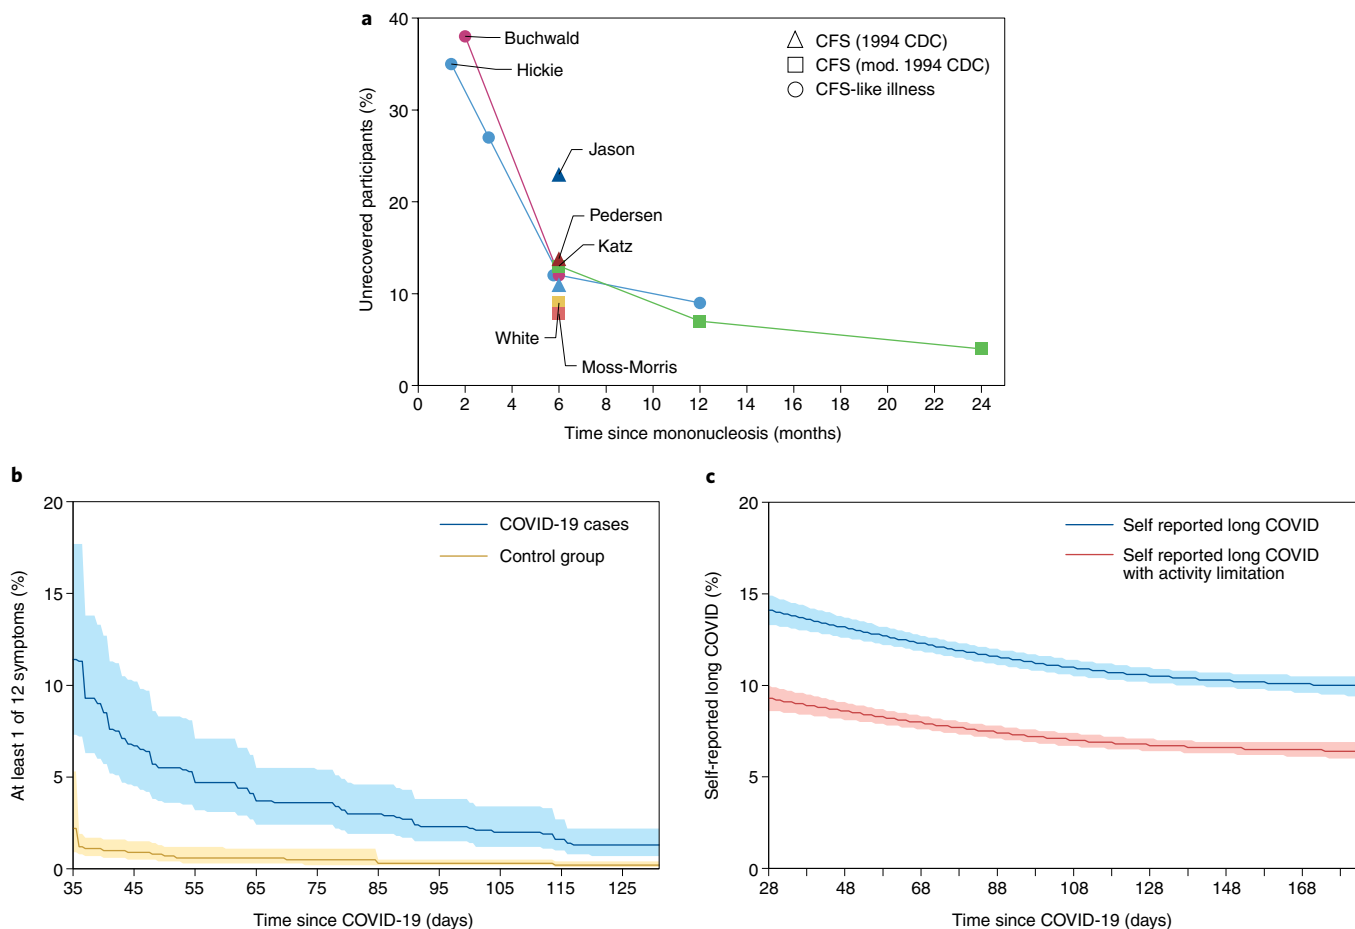 a
40
30
20
10
0
Unrecovered participants (%)
Buchwald
Hickie
Jason
Pedersen
Katz
White
Moss-Morris
CFS (1994 CDC)
CFS (mod. 1994 CDC)
CFS-like illness
0 2 4 6 8 10 12 14 16 18 20 22 24
Time since mononucleosis (months)
b
20
15
10
5
0
At least 1 of 12 symptoms (%)
COVID-19 cases
Control group
35 45 55 65 75 85 95 105 115 125
Time since COVID-19 (days)
c
20
15
10
5
0
Self-reported long COVID (%)
Self reported long COVID
Self reported long COVID
with activity limitation
28 48 68 88 108 128 148 168
Time since COVID-19 (days)